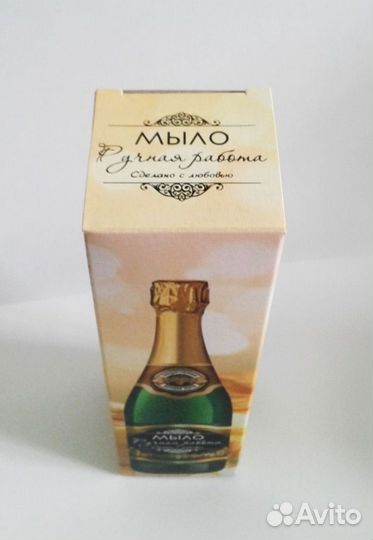 МЫЛО
Ручная работа
Сделано с любовью
МЫЛО
Ручная работа
Avito